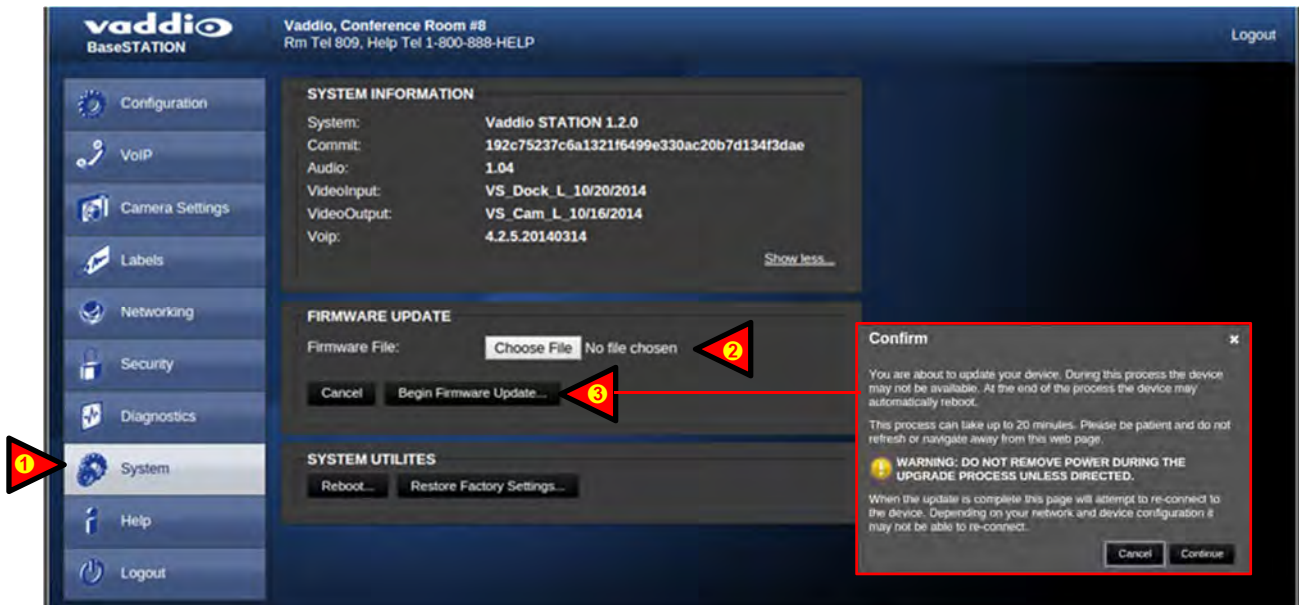 vaddio
BaseSTATION
Vaddio, Conference Room #8
Rm Tel 809, Help Tel 1-800-888-HELP
Logout
Configuration
VoIP
Camera Settings
Labels
Networking
Security
Diagnostics
1
System
Help
Logout
SYSTEM INFORMATION
System: Vaddio STATION 1.2.0
Commit: 192c75237c6a1321f6499e330ac20b7d134f3dae
Audio: 1.04
VideoInput: VS_Dock_L_10/20/2014
VideoOutput: VS_Cam_L_10/16/2014
Voip: 4.2.5.20140314
Show less...
FIRMWARE UPDATE
Firmware File: Choose File No file chosen 2
Cancel Begin Firmware Update... 3
SYSTEM UTILITES
Reboot... Restore Factory Settings...
Confirm x
You are about to update your device. During this process the device
may not be available. At the end of the process the device may
automatically reboot.
This process can take up to 20 minutes. Please be patient and do not
refresh or navigate away from this web page.
WARNING: DO NOT REMOVE POWER DURING THE
UPGRADE PROCESS UNLESS DIRECTED.
When the update is complete this page will attempt to re-connect to
the device. Depending on your network and device configuration it
may not be able to re-connect.
Cancel Continue